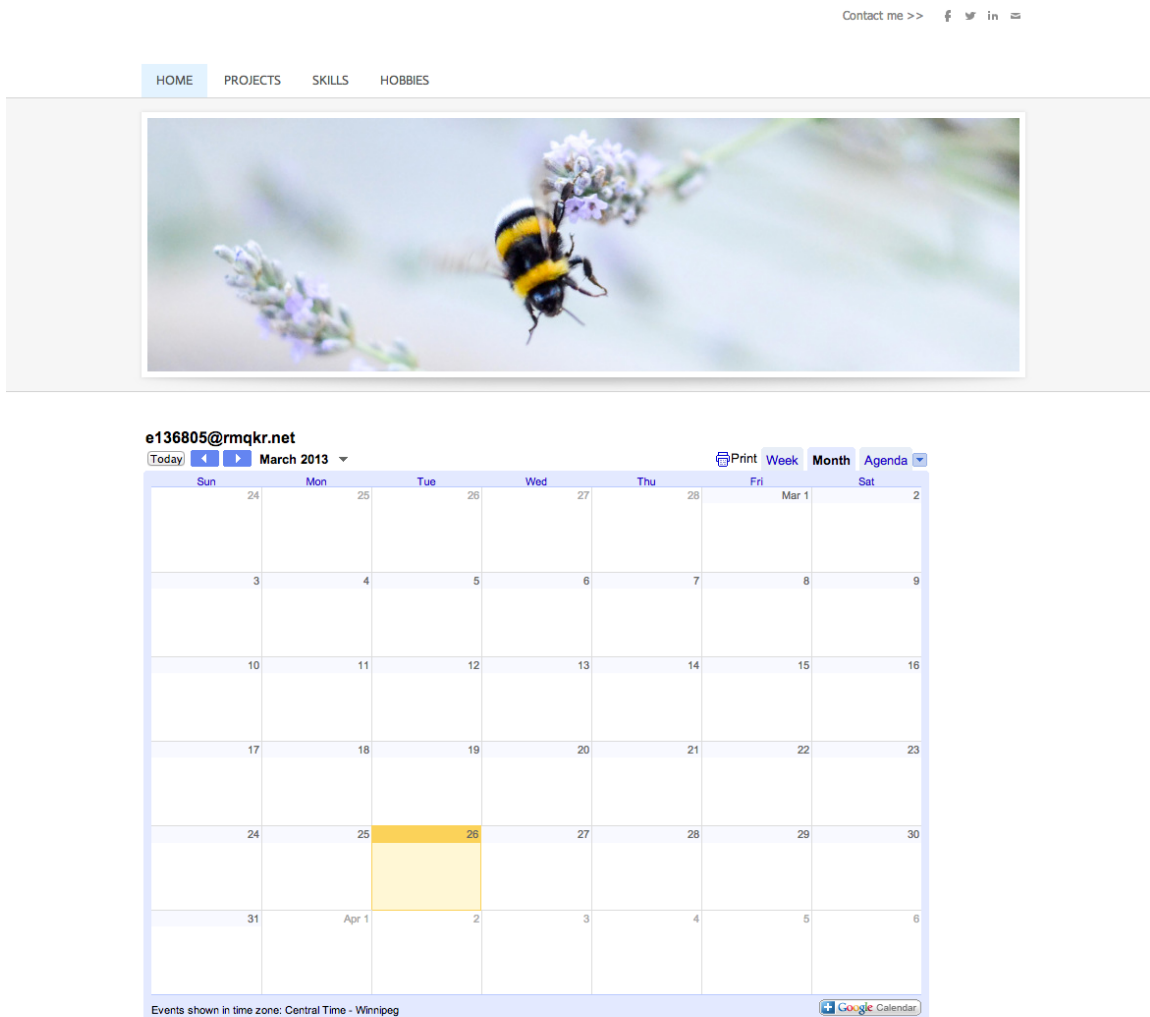 Contact me >>
HOME PROJECTS SKILLS HOBBIES
e136805@rmqkr.net
Today March 2013 Print Week Month Agenda
Sun Mon Tue Wed Thu Fri Sat
24 25 26 27 28 Mar 1 2
3 4 5 6 7 8 9
10 11 12 13 14 15 16
17 18 19 20 21 22 23
24 25 26 27 28 29 30
31 Apr 1 2 3 4 5 6
Events shown in time zone: Central Time - Winnipeg Google Calendar